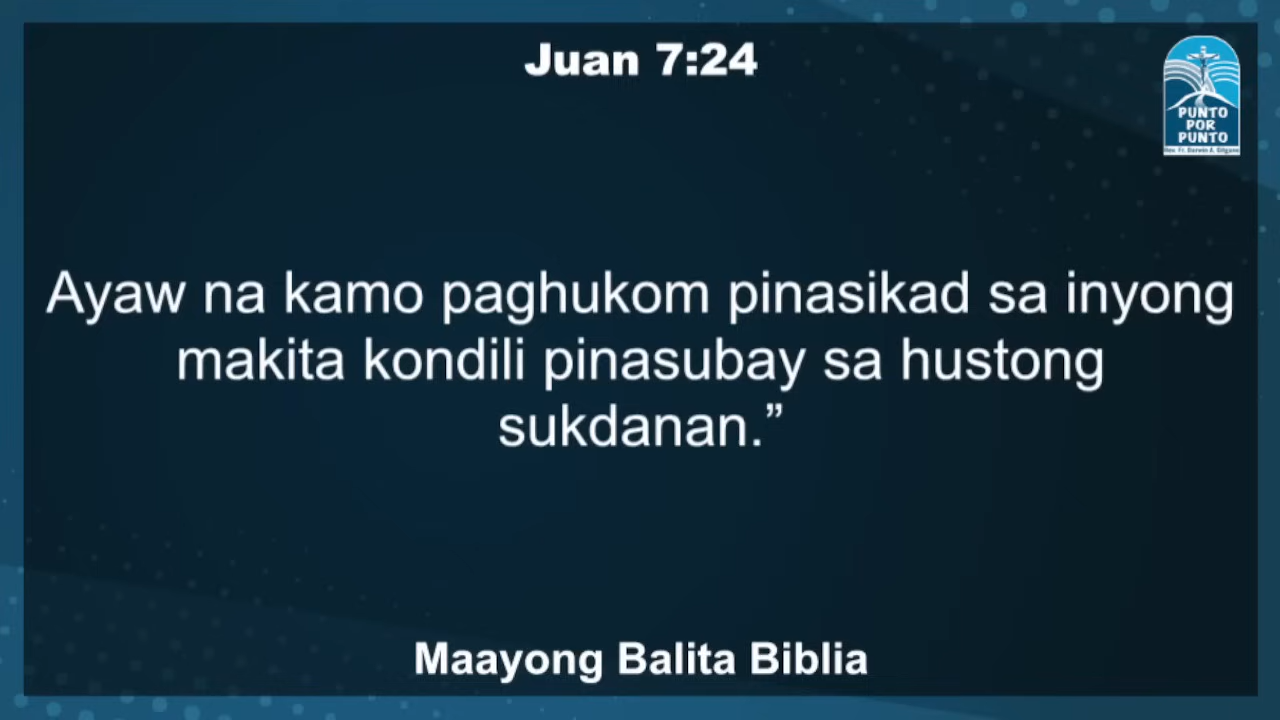 Juan 7:24
PUNTO
POR
PUNTO
Ayaw na kamo paghukom pinasikad sa inyong
makita kondili pinasubay sa hustong
sukdanan.”
Maayong Balita Biblia